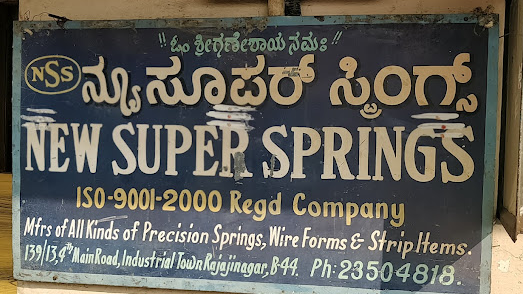 "ಓಂ ಶ್ರೀಗಣೇಶಾಯ ನಮಃ"
NSS ನ್ಯೂ ಸೂಪರ್ ಸ್ಪ್ರಿಂಗ್ಸ್
NEW SUPER SPRINGS
ISO-9001-2000 Regd Company
Mfrs of All Kinds of Precision Springs, Wire Forms & Strip Items.
139/13, 4th Main Road, Industrial Town Rajajinagar, B-44. Ph: 23504818.